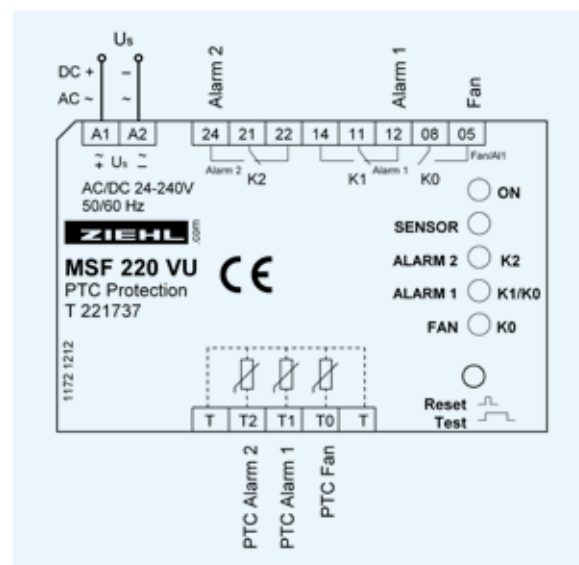 Us
DC + –
AC ~ ~
Alarm 2
Alarm 1
Fan
A1 A2 24 21 22 14 11 12 08 05
~ Us ~
+ –
Alarm 2 K2 K1 Alarm 1 K0 Fan/Al1
AC/DC 24-240V
50/60 Hz
ZIEHL.com
MSF 220 VU
PTC Protection
T 221737
CE
ON
SENSOR
ALARM 2 K2
ALARM 1 K1/K0
FAN K0
1172 1212
Reset
Test
T T2 T1 T0 T
PTC Alarm 2
PTC Alarm 1
PTC Fan